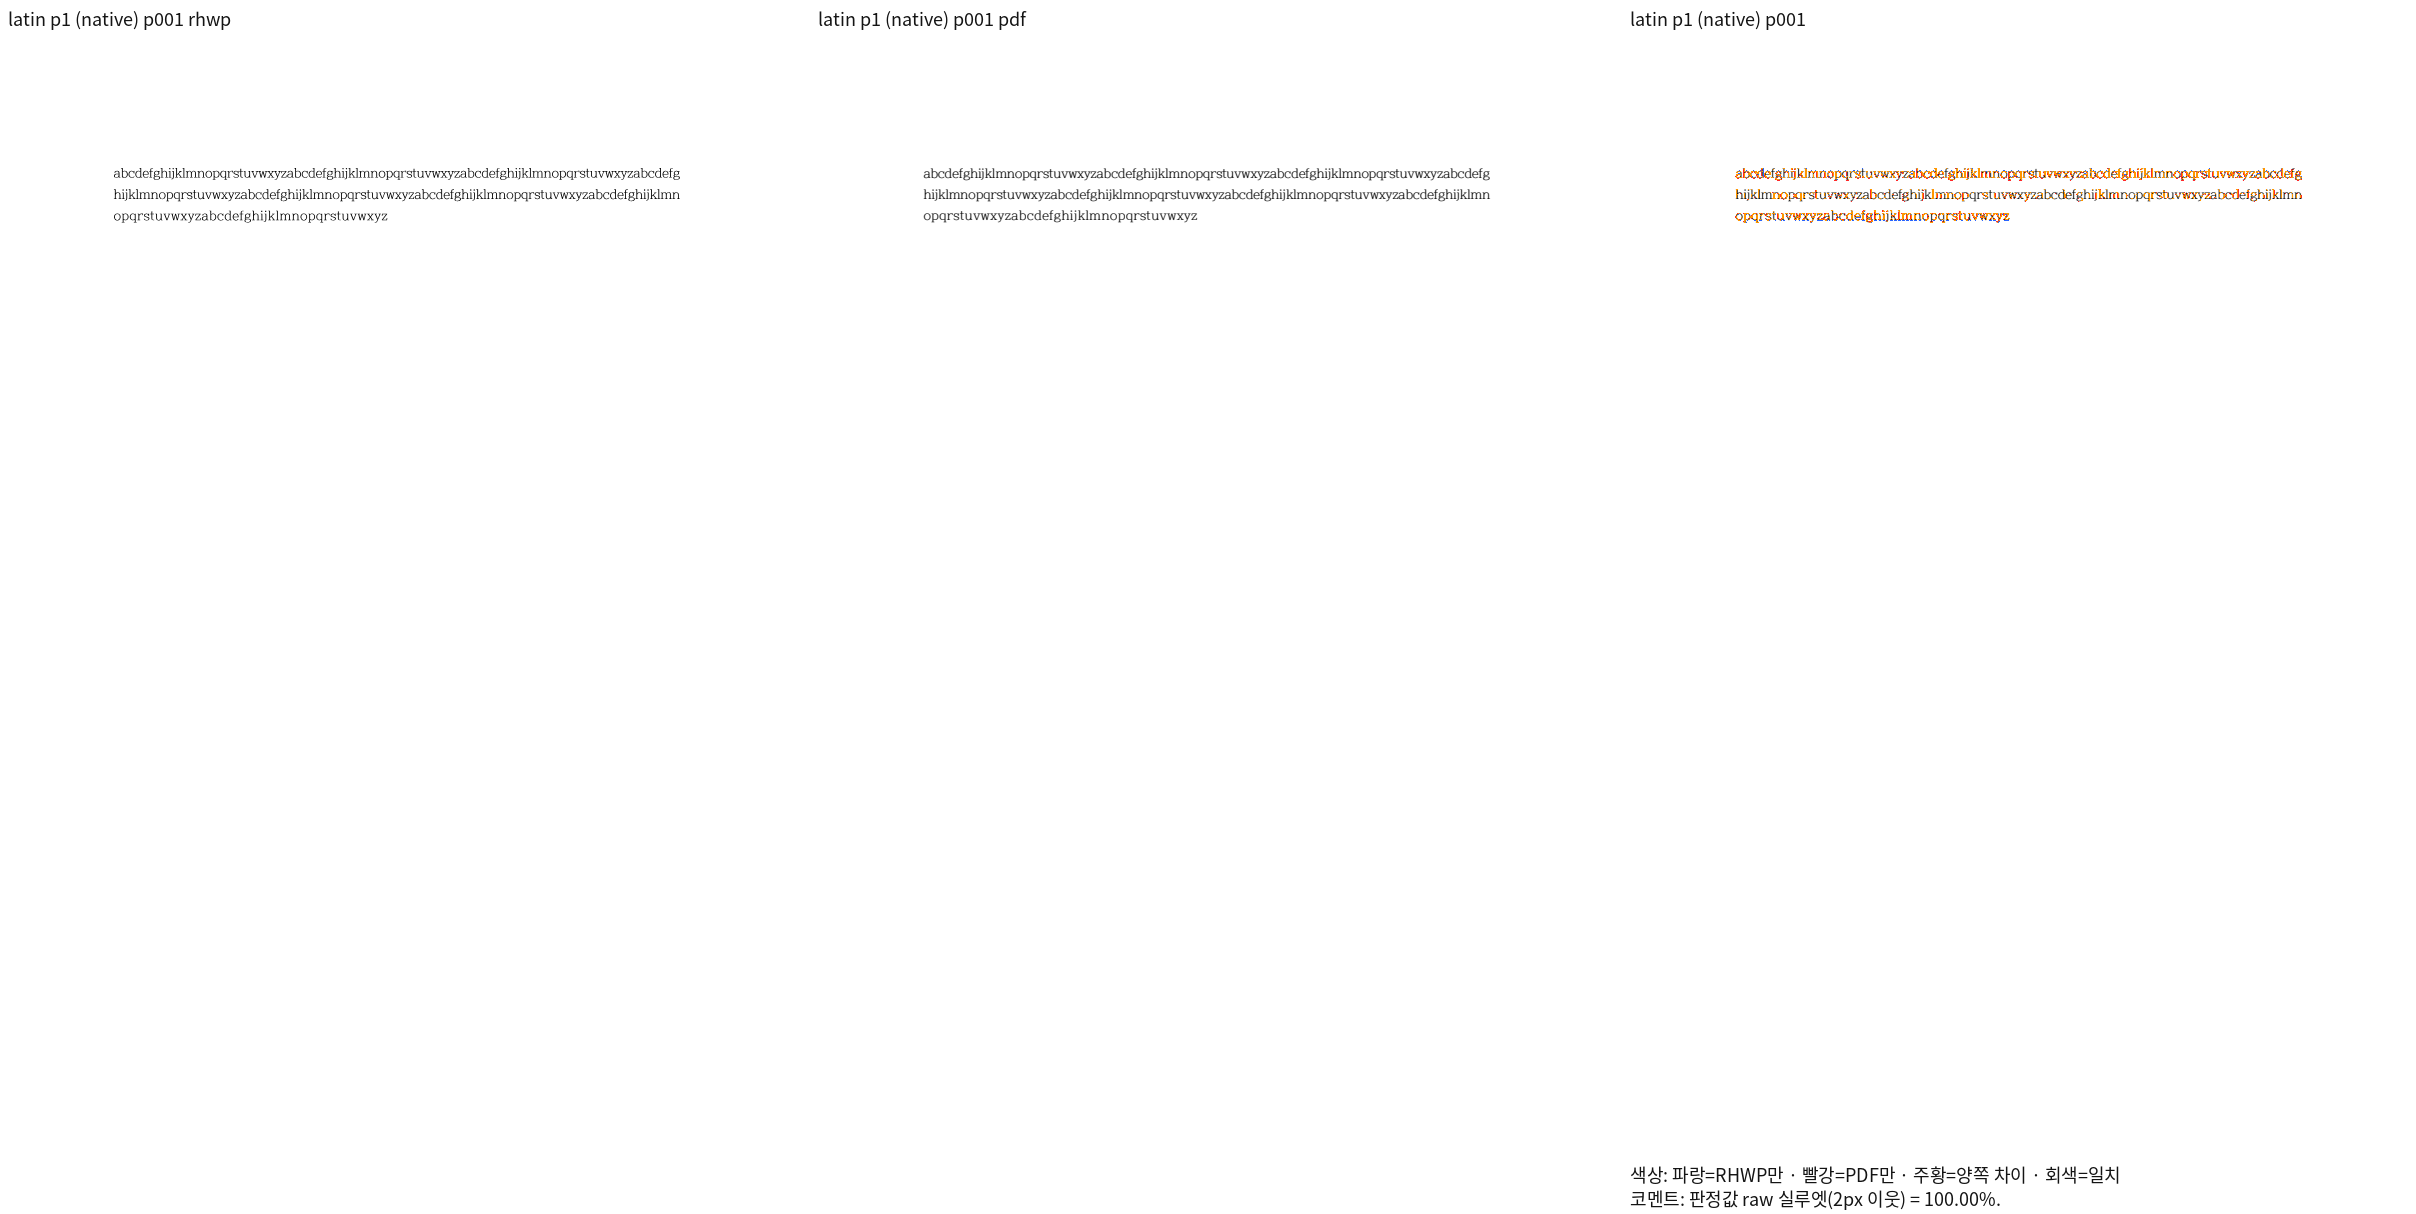 latin p1 (native) p001 rhwp
abcdefghijklmnopqrstuvwxyzabcdefghijklmnopqrstuvwxyzabcdefghijklmnopqrstuvwxyzabcdefg
hijklmnopqrstuvwxyzabcdefghijklmnopqrstuvwxyzabcdefghijklmnopqrstuvwxyzabcdefghijklmn
opqrstuvwxyzabcdefghijklmnopqrstuvwxyz
latin p1 (native) p001 pdf
abcdefghijklmnopqrstuvwxyzabcdefghijklmnopqrstuvwxyzabcdefghijklmnopqrstuvwxyzabcdefg
hijklmnopqrstuvwxyzabcdefghijklmnopqrstuvwxyzabcdefghijklmnopqrstuvwxyzabcdefghijklmn
opqrstuvwxyzabcdefghijklmnopqrstuvwxyz
latin p1 (native) p001
abcdefghijklmnopqrstuvwxyzabcdefghijklmnopqrstuvwxyzabcdefghijklmnopqrstuvwxyzabcdefg
hijklmnopqrstuvwxyzabcdefghijklmnopqrstuvwxyzabcdefghijklmnopqrstuvwxyzabcdefghijklmn
opqrstuvwxyzabcdefghijklmnopqrstuvwxyz
색상: 파랑=RHWP만 · 빨강=PDF만 · 주황=양쪽 차이 · 회색=일치
코멘트: 판정값 raw 실루엣(2px 이웃) = 100.00%.